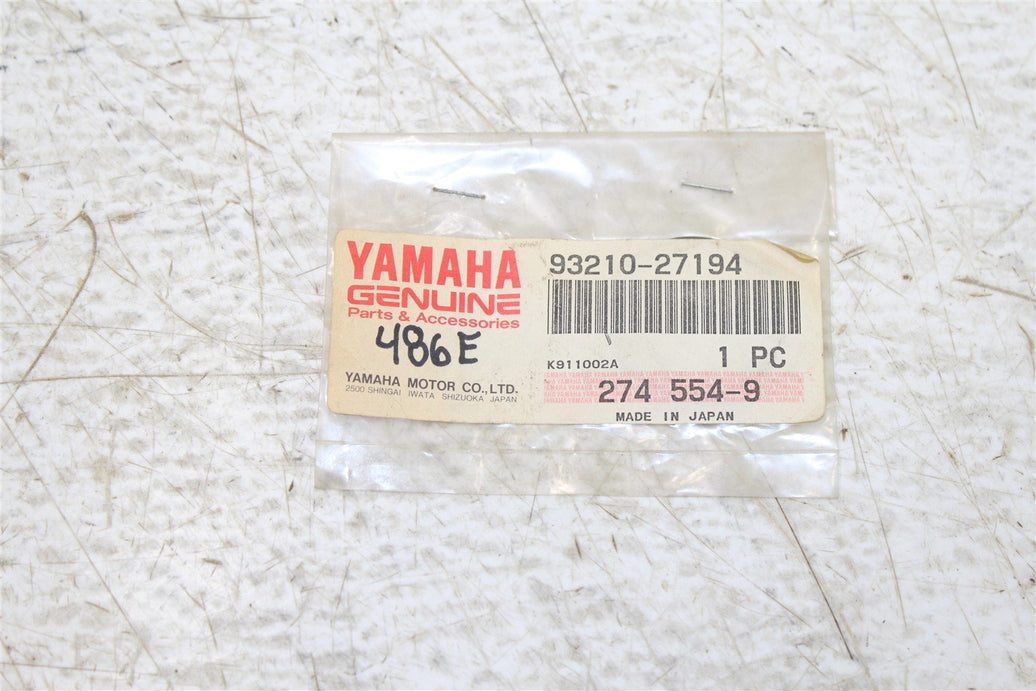 YAMAHA
GENUINE
Parts & Accessories
486E
YAMAHA MOTOR CO.,LTD.
2500 SHINGAI IWATA SHIZUOKA JAPAN
93210-27194
K911002A 1 PC
274 554-9
MADE IN JAPAN